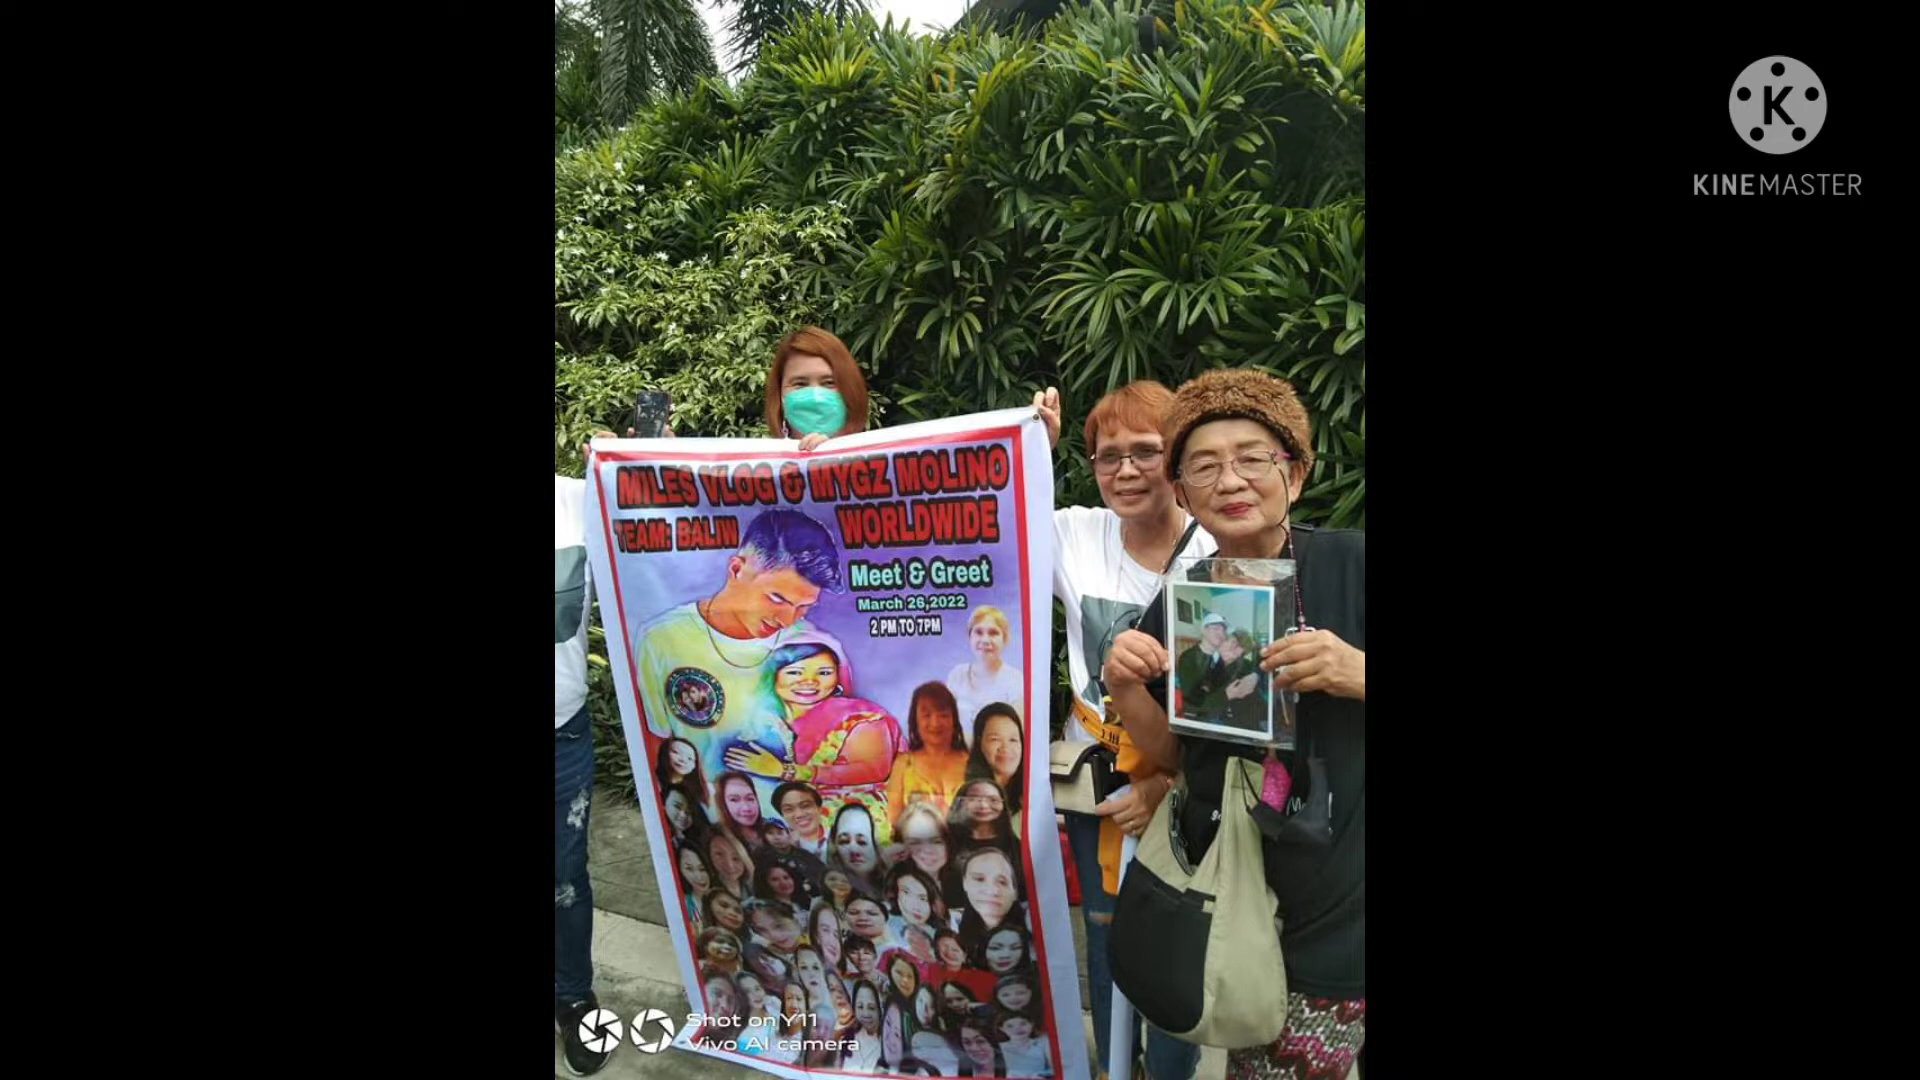 KINEMASTER
MILES VLOG & MYGZ MOLINO
TEAM: BALIW WORLDWIDE
Meet & Greet
March 26,2022
2 PM TO 7PM
Shot on Y11
Vivo AI camera